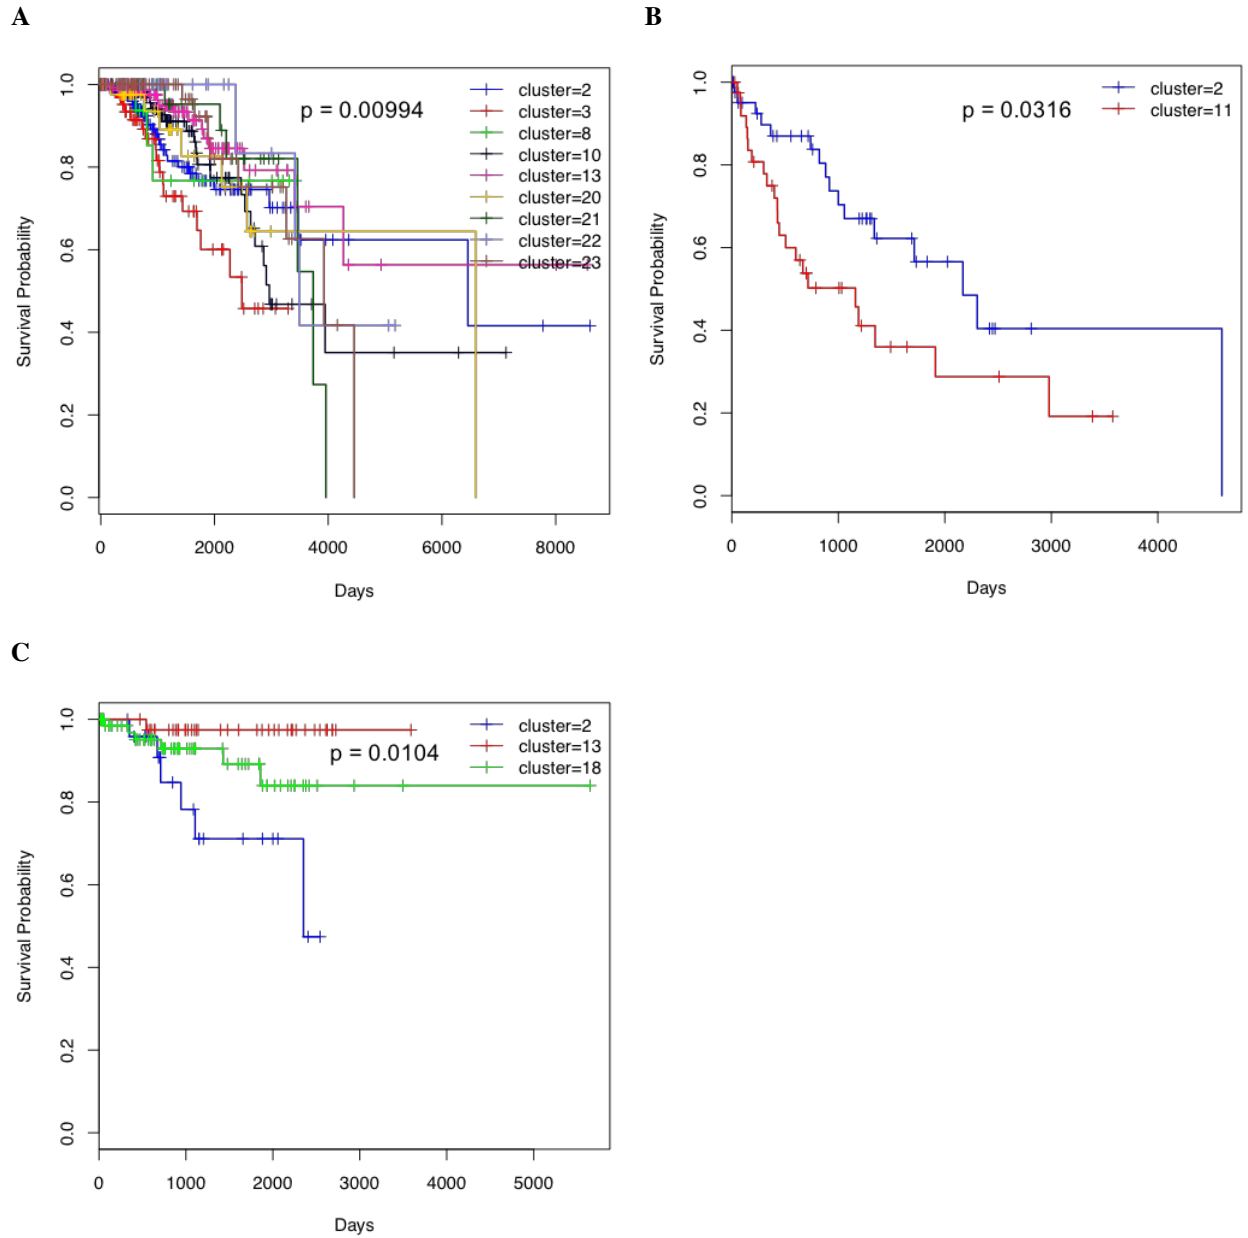 A
p = 0.00994
cluster=2
cluster=3
cluster=8
cluster=10
cluster=13
cluster=20
cluster=21
cluster=22
cluster=23
Survival Probability
1.0
0.8
0.6
0.4
0.2
0.0
0 2000 4000 6000 8000
Days
B
p = 0.0316
cluster=2
cluster=11
Survival Probability
1.0
0.8
0.6
0.4
0.2
0.0
0 1000 2000 3000 4000
Days
C
p = 0.0104
cluster=2
cluster=13
cluster=18
Survival Probability
1.0
0.8
0.6
0.4
0.2
0.0
0 1000 2000 3000 4000 5000
Days